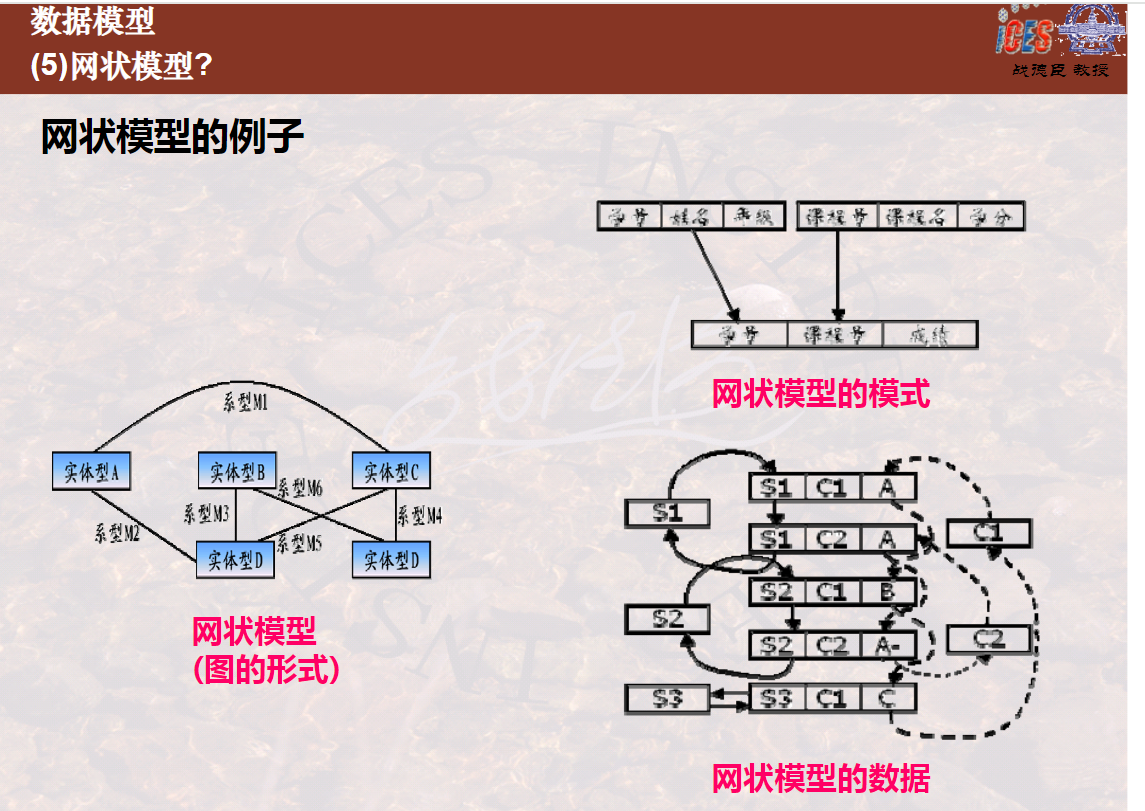 数据模型
(5)网状模型?
iCES
战德臣 教授
网状模型的例子
学号 姓名 年级 课程号 课程名 学分
学号 课程号 成绩
网状模型的模式
系型M1
实体型A 实体型B 实体型C
系型M6
系型M3 系型M4
系型M2
系型M5
实体型D 实体型D
网状模型
(图的形式)
S1 C1 A
S1
S1 C2 A
C1
S2 C1 B
S2
S2 C2 A-
C2
S3 S3 C1 C
网状模型的数据